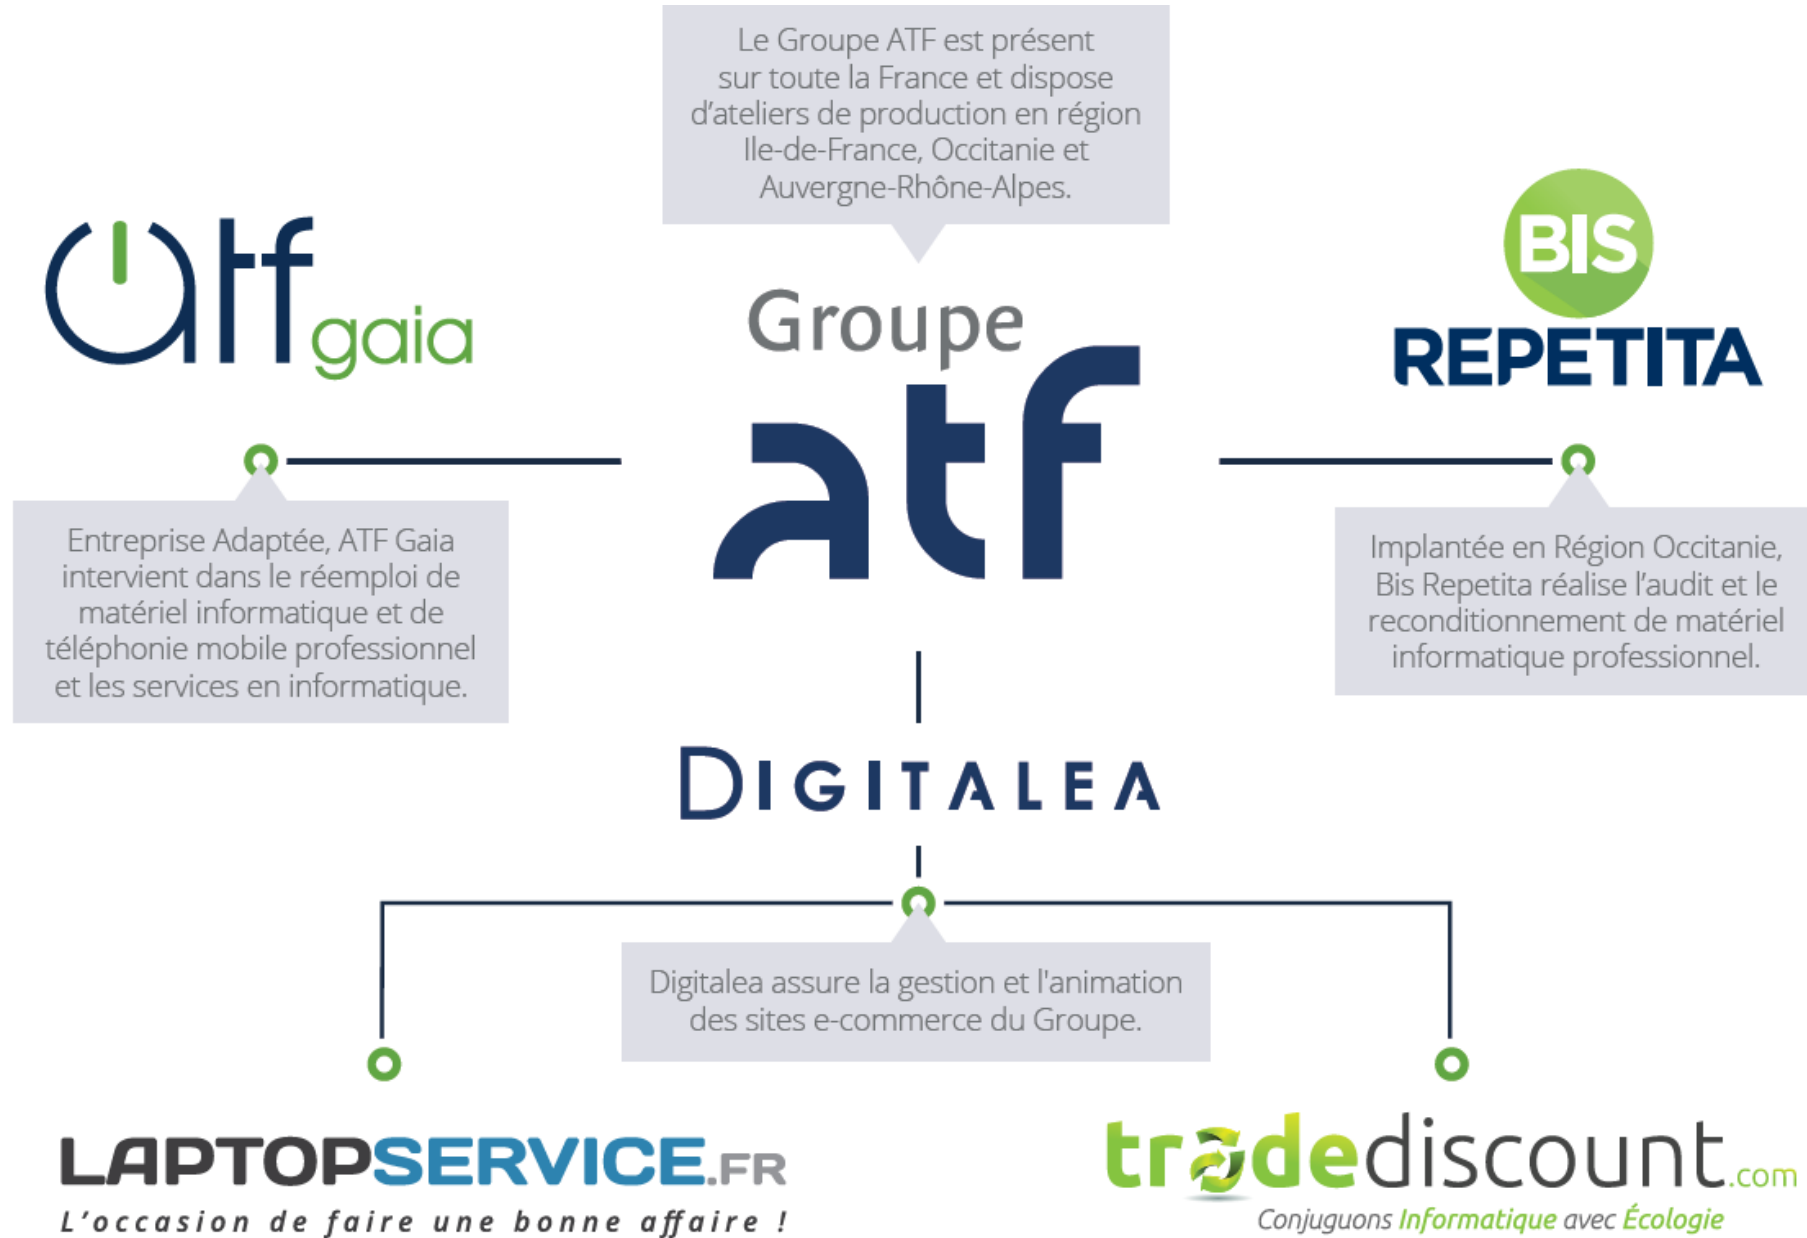 Le Groupe ATF est présent
sur toute la France et dispose
d'ateliers de production en région
Ile-de-France, Occitanie et
Auvergne-Rhône-Alpes.
atf
gaia
Groupe
atf
BIS
REPETITA
Entreprise Adaptée, ATF Gaia
intervient dans le réemploi de
matériel informatique et de
téléphonie mobile professionnel
et les services en informatique.
Implantée en Région Occitanie,
Bis Repetita réalise l'audit et le
reconditionnement de matériel
informatique professionnel.
DIGITALEA
Digitalea assure la gestion et l'animation
des sites e-commerce du Groupe.
LAPTOPSERVICE.FR
L'occasion de faire une bonne affaire !
tradediscount.com
Conjuguons Informatique avec Écologie